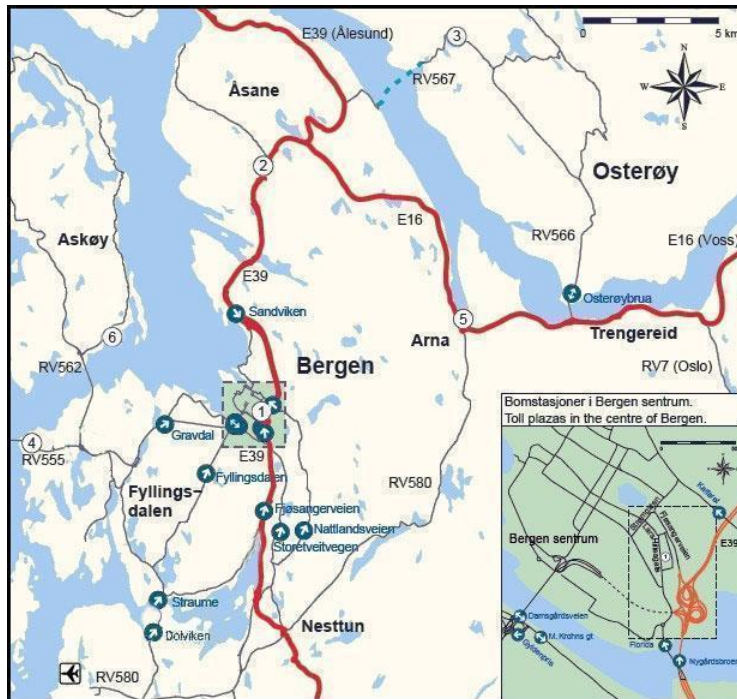 E39 (Ålesund)
3
0
5 km
RV567
N
W
E
S
Åsane
2
Osterøy
E16
RV566
E16 (Voss)
Askøy
E39
Sandviken
Osterøybrua
5
Arna
Trengereid
6
RV562
Bergen
RV7 (Oslo)
1
Gravdal
4
RV555
E39
Fyllingsdalen
Fyllings-
dalen
RV580
Fjøsangerveien
Nattlandsveien
Storetveitvegen
Straume
Dolviken
Nesttun
RV580
Bomstasjoner i Bergen sentrum.
Toll plazas in the centre of Bergen.
E39
1
Bergen sentrum
Damsgårdsveien
M. Krohns gt
Gyldenpris
Florida